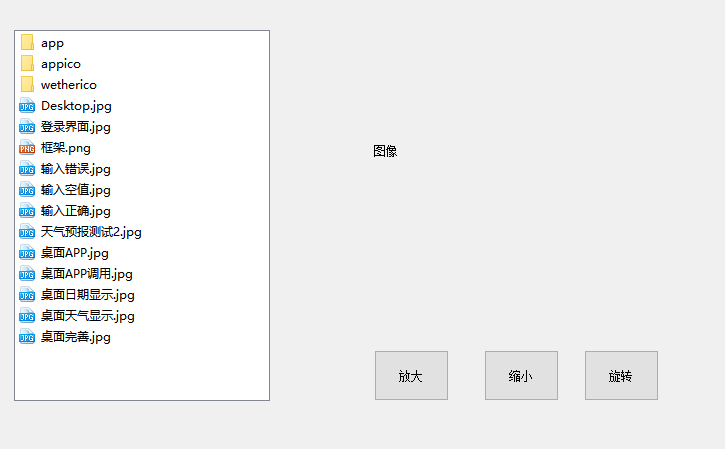 app
appico
wetherico
Desktop.jpg
登录界面.jpg
框架.png
输入错误.jpg
输入空值.jpg
输入正确.jpg
天气预报测试2.jpg
桌面APP.jpg
桌面APP调用.jpg
桌面日期显示.jpg
桌面天气显示.jpg
桌面完善.jpg
图像
放大 缩小 旋转